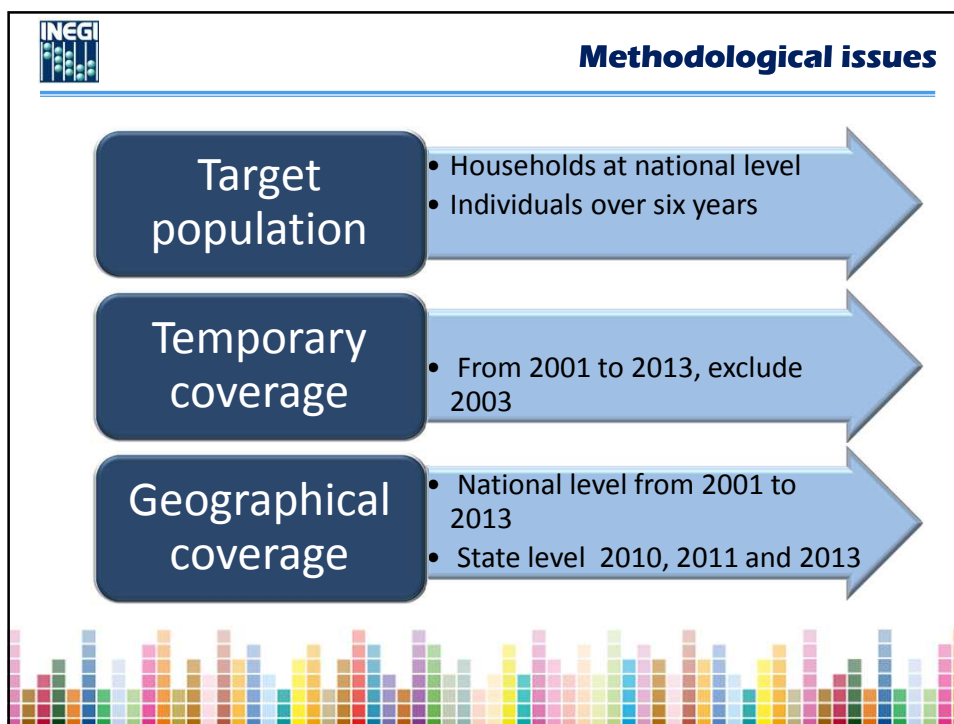 INEGI
Methodological issues
Target
population
• Households at national level
• Individuals over six years
Temporary
coverage
• From 2001 to 2013, exclude
2003
Geographical
coverage
• National level from 2001 to
2013
• State level 2010, 2011 and 2013